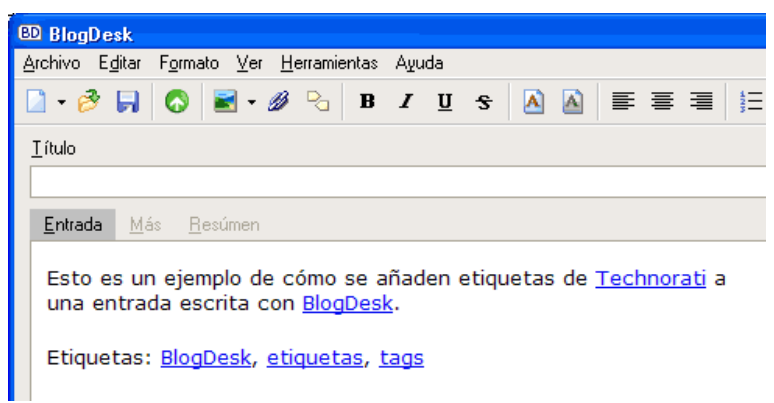 BD BlogDesk
Archivo Editar Formato Ver Herramientas Ayuda
B I U S A A
Título
Entrada Más Resúmen
Esto es un ejemplo de cómo se añaden etiquetas de Technorati a
una entrada escrita con BlogDesk.
Etiquetas: BlogDesk, etiquetas, tags